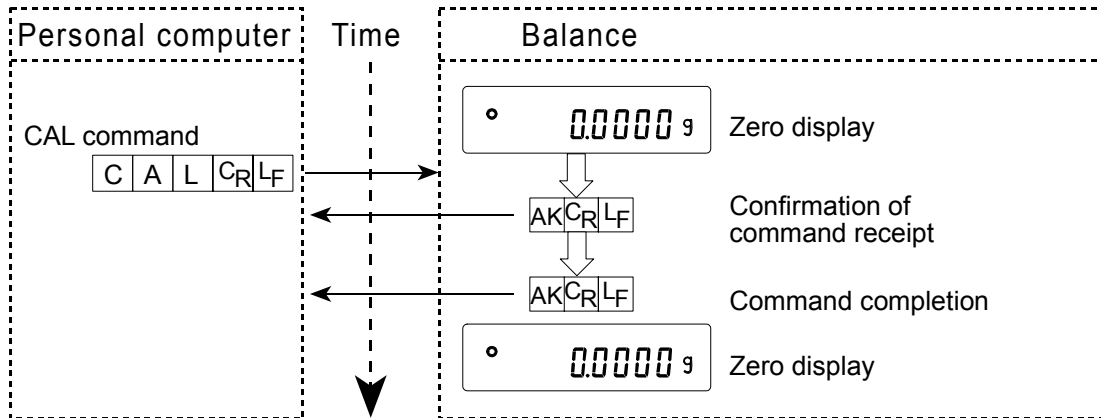 Personal computer Time Balance
0.0000 g Zero display
CAL command
C A L CR LF
AK CR LF Confirmation of
command receipt
AK CR LF Command completion
0.0000 g Zero display